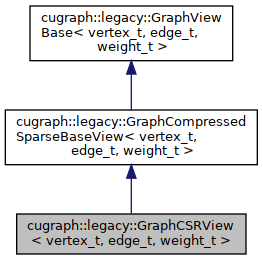 cugraph::legacy::GraphView
Base< vertex_t, edge_t,
weight_t >
cugraph::legacy::GraphCompressed
SparseBaseView< vertex_t,
edge_t, weight_t >
cugraph::legacy::GraphCSRView
< vertex_t, edge_t, weight_t >